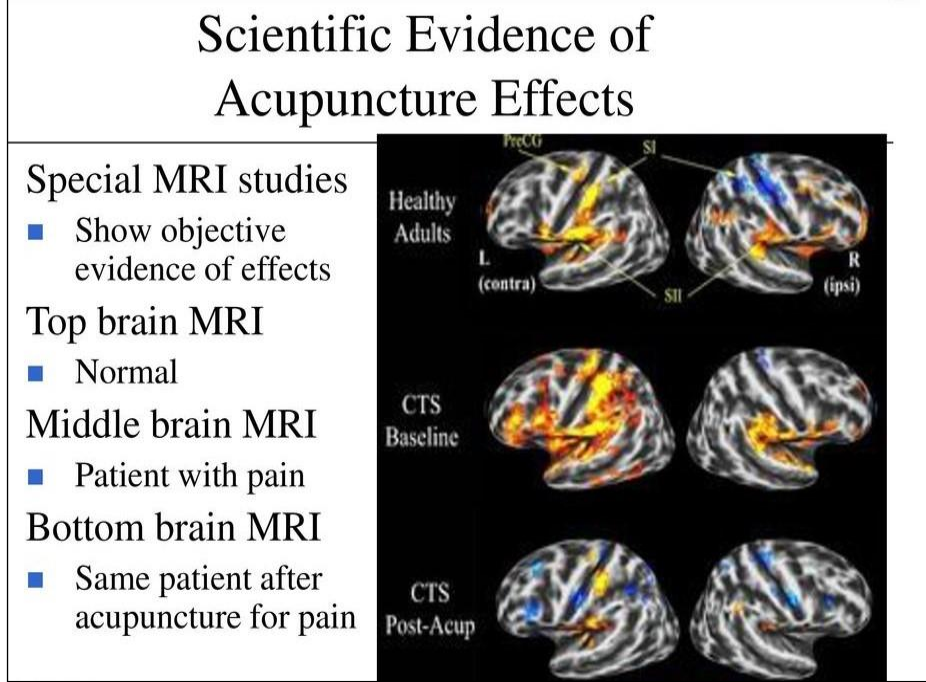 Scientific Evidence of
Acupuncture Effects
Special MRI studies
Show objective
evidence of effects
Top brain MRI
Normal
Middle brain MRI
Patient with pain
Bottom brain MRI
Same patient after
acupuncture for pain
PreCG
SI
Healthy
Adults
L
(contra)
SII
R
(ipsi)
CTS
Baseline
CTS
Post-Acup